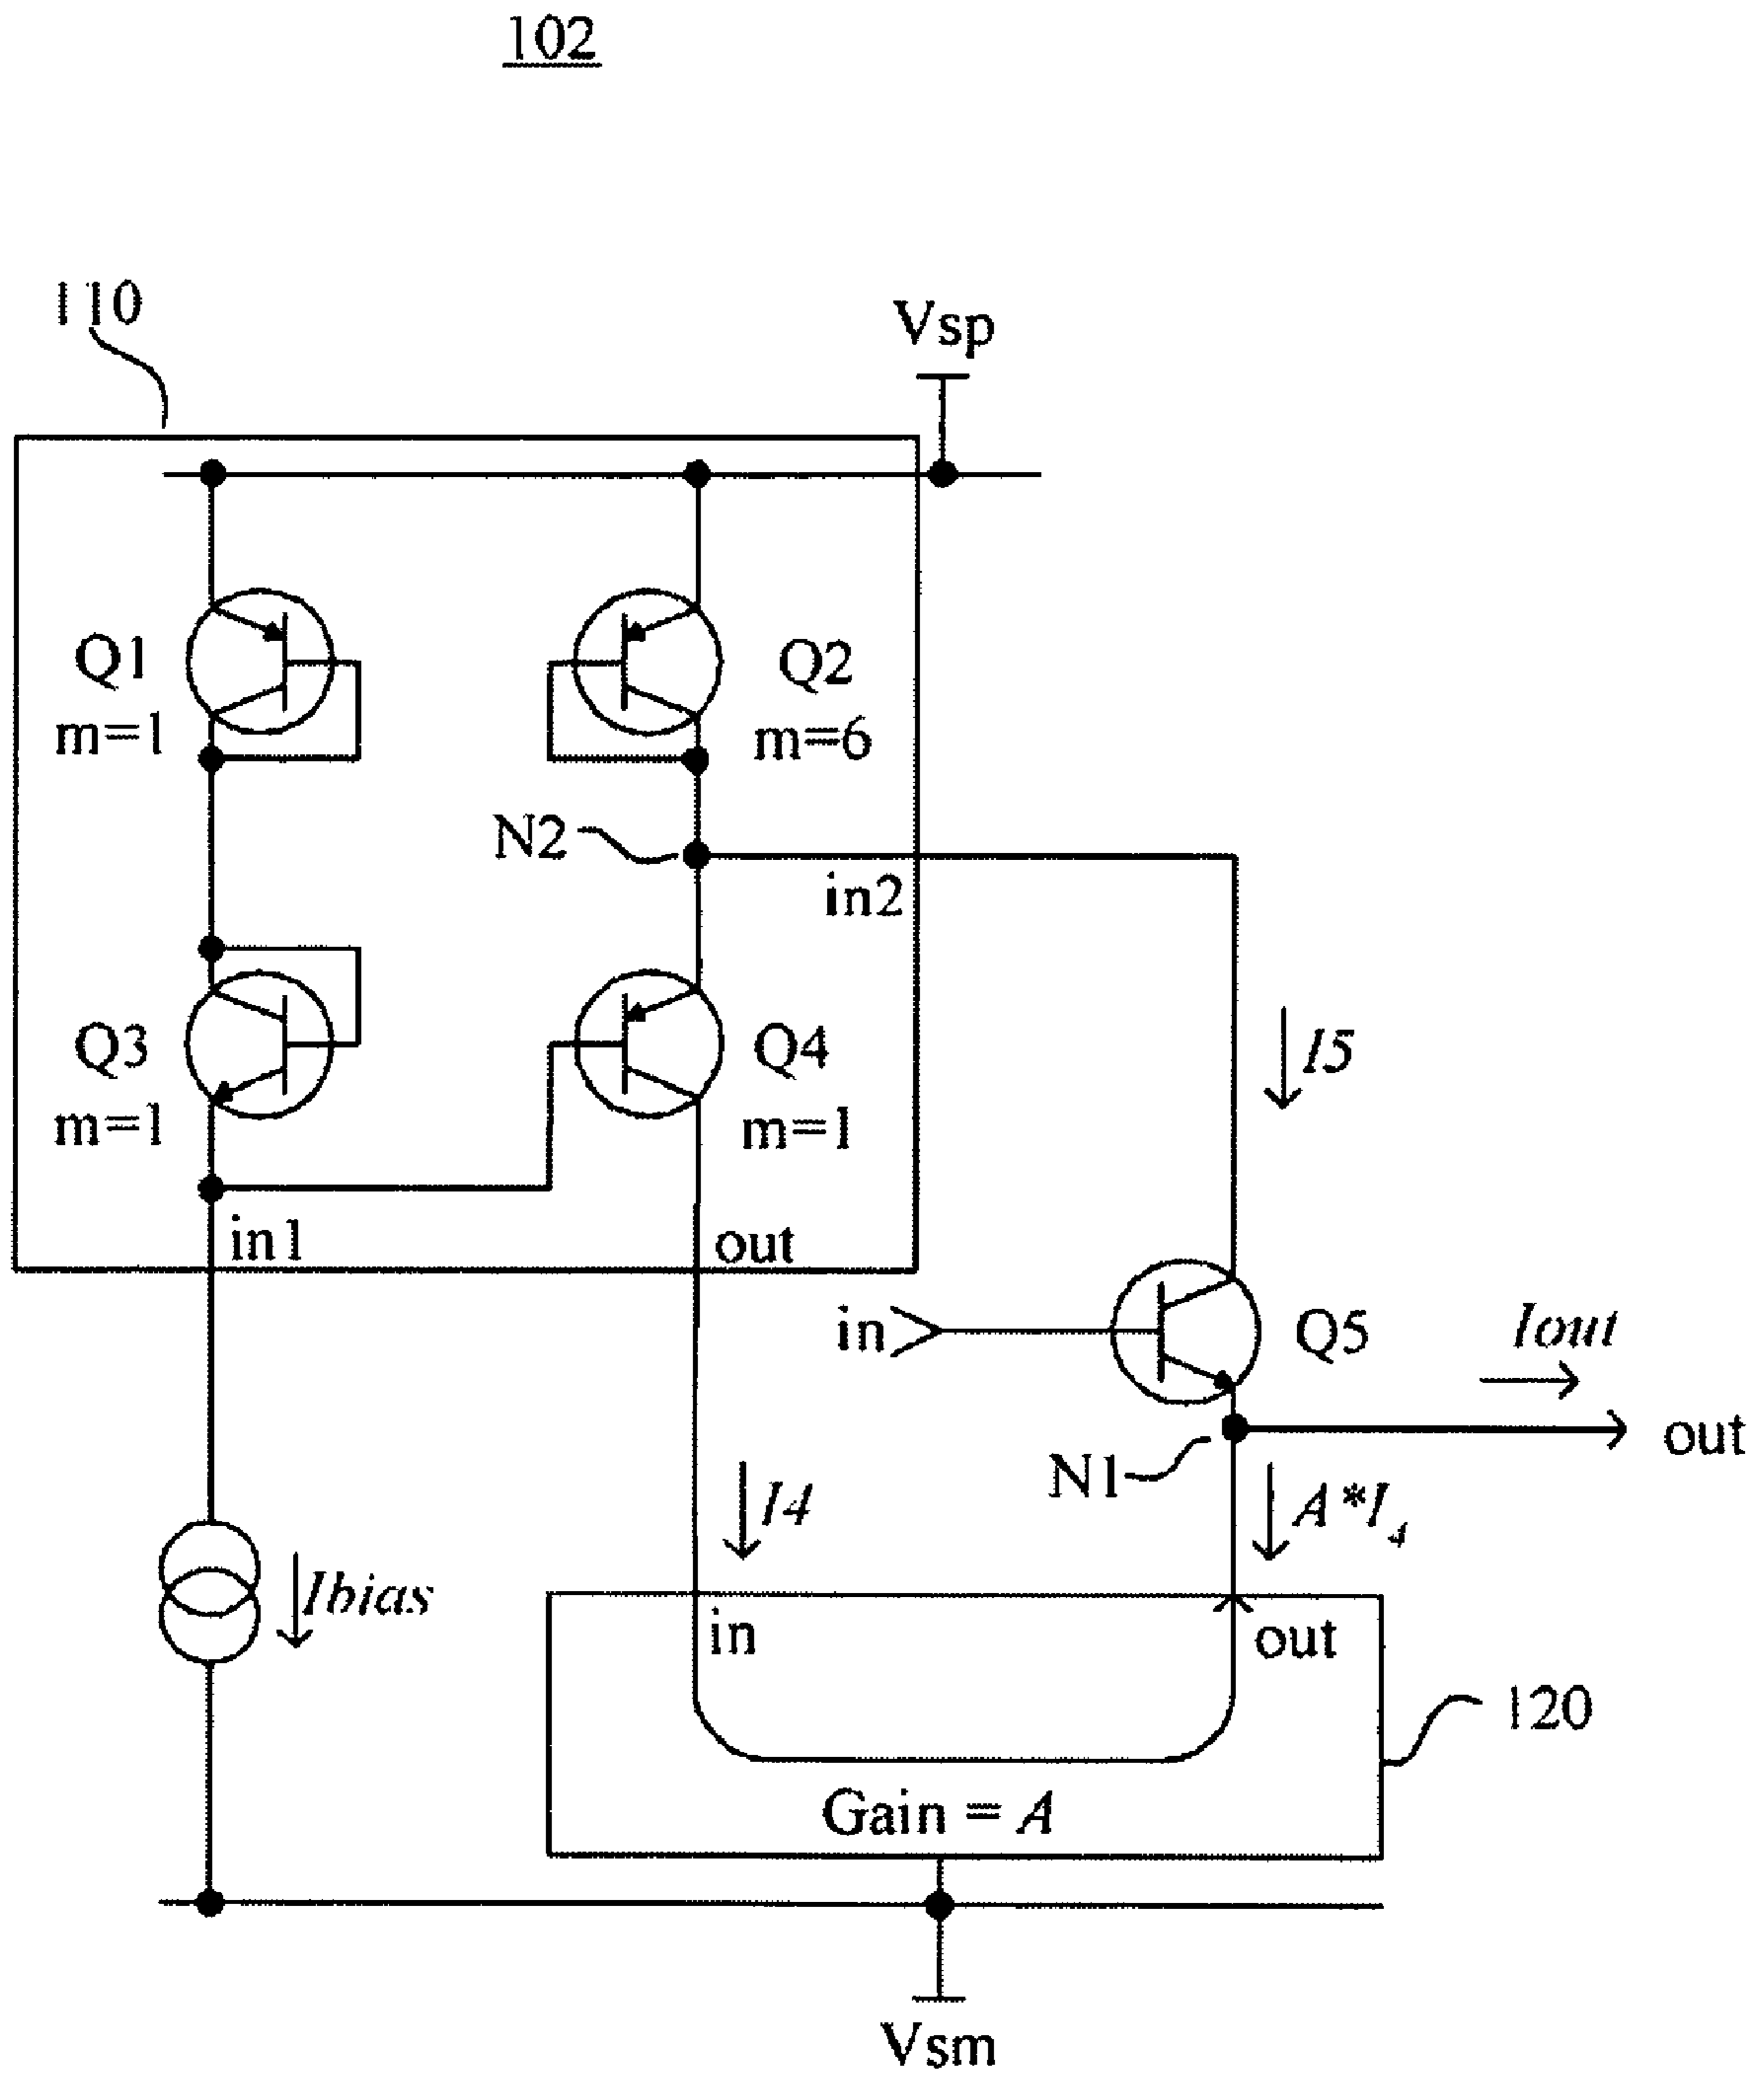 102
110
Vsp
Q1
m=1
Q2
m=6
N2
in2
Q3
m=1
Q4
m=1
I5
in1
out
in
Q5
Iout
out
N1
I4
A*I4
Ibias
in
out
120
Gain = A
Vsm